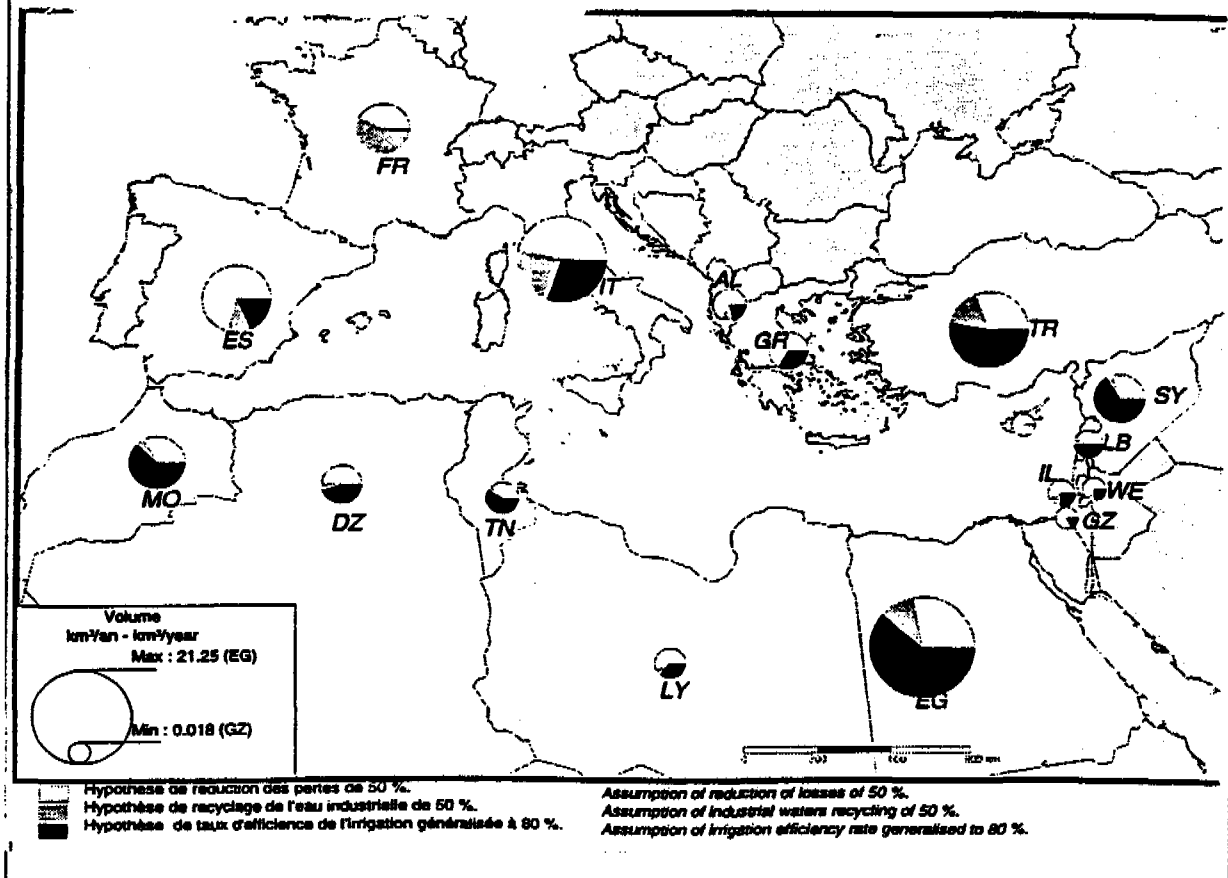 FR
ES
IT
AL
GR
TR
SY
LB
IL
WE
GZ
MO
DZ
TN
LY
EG
Volume
km³/an - km³/year
Max : 21.25 (EG)
Min : 0.018 (GZ)
0
Hypothèse de réduction des pertes de 50 %.
Hypothèse de recyclage de l'eau industrielle de 50 %.
Hypothèse de taux d'efficience de l'irrigation généralisée à 80 %.
Assumption of reduction of losses of 50 %.
Assumption of industrial waters recycling of 50 %.
Assumption of irrigation efficiency rate generalised to 80 %.